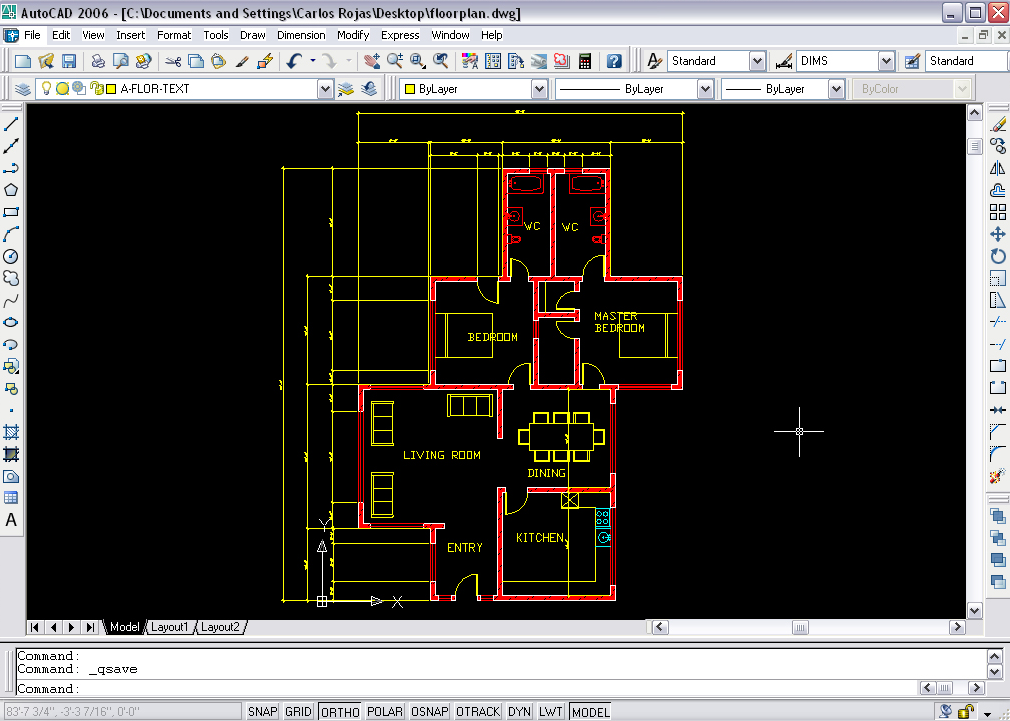 AutoCAD 2006 - [C:\Documents and Settings\Carlos Rojas\Desktop\floorplan.dwg]
File Edit View Insert Format Tools Draw Dimension Modify Express Window Help
Standard DIMS Standard
A-FLOR-TEXT ByLayer ByLayer ByLayer ByColor
WC WC
MASTER
BEDROOM
BEDROOM
LIVING ROOM
DINING
KITCHEN
ENTRY
Y
X
A
Model Layout1 Layout2
Command:
Command: _qsave
Command:
83'-7 3/4", -3'-3 7/16", 0'-0" SNAP GRID ORTHO POLAR OSNAP OTRACK DYN LWT MODEL